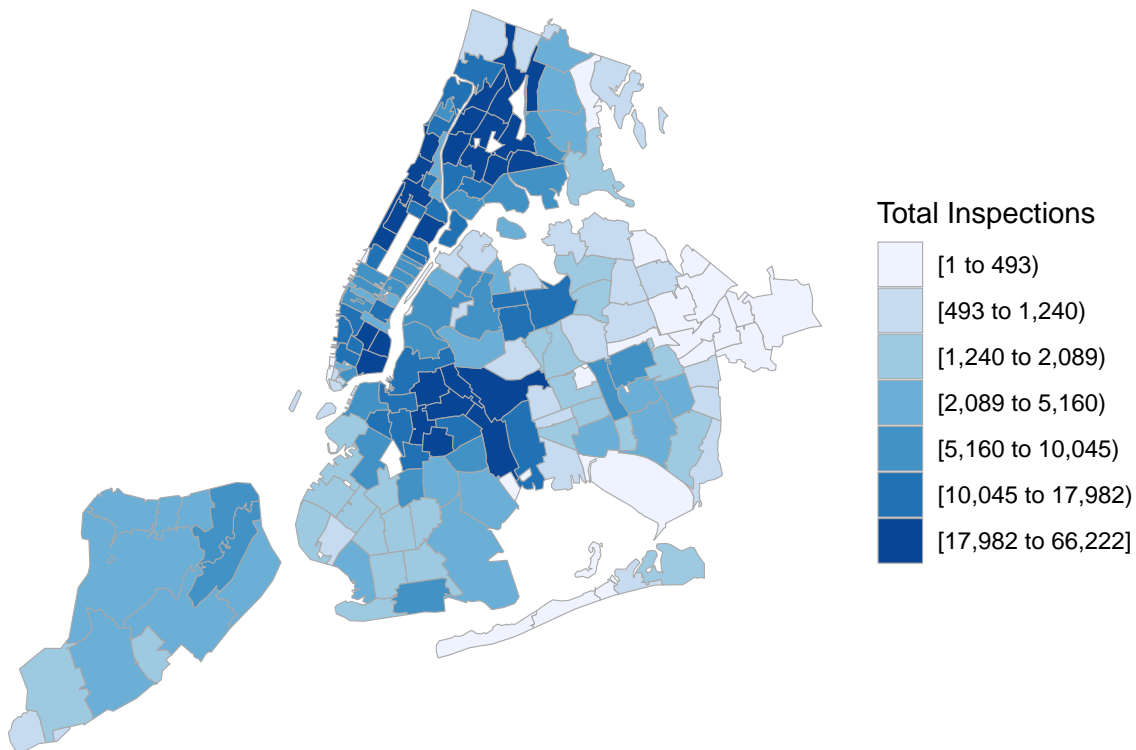 Total Inspections
[1 to 493)
[493 to 1,240)
[1,240 to 2,089)
[2,089 to 5,160)
[5,160 to 10,045)
[10,045 to 17,982)
[17,982 to 66,222]